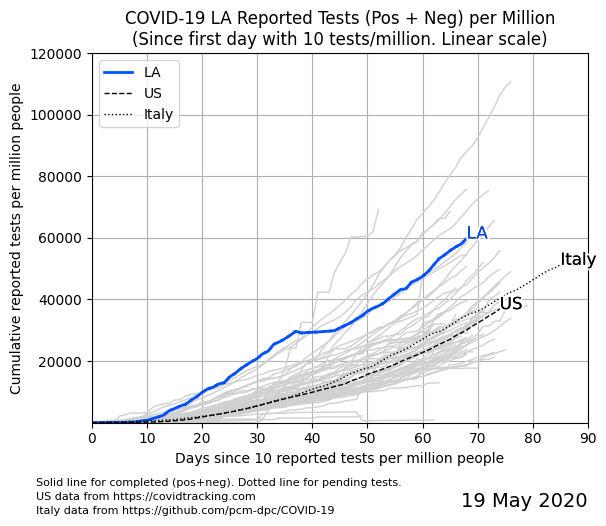 COVID-19 LA Reported Tests (Pos + Neg) per Million
(Since first day with 10 tests/million. Linear scale)
Cumulative reported tests per million people
120000
100000
80000
60000
40000
20000
LA
US
Italy
LA
Italy
US
0 10 20 30 40 50 60 70 80 90
Days since 10 reported tests per million people
Solid line for completed (pos+neg). Dotted line for pending tests.
US data from https://covidtracking.com
Italy data from https://github.com/pcm-dpc/COVID-19
19 May 2020